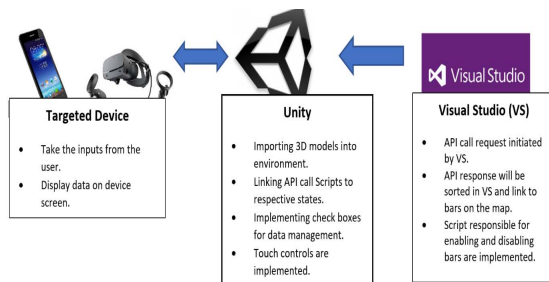 Visual Studio
Targeted Device
• Take the inputs from the
user.
• Display data on device
screen.
Unity
• Importing 3D models into
environment.
• Linking API call Scripts to
respective states.
• Implementing check boxes
for data management.
• Touch controls are
implemented.
Visual Studio (VS)
• API call request initiated
by VS.
• API response will be
sorted in VS and link to
bars on the map.
• Script responsible for
enabling and disabling
bars are implemented.